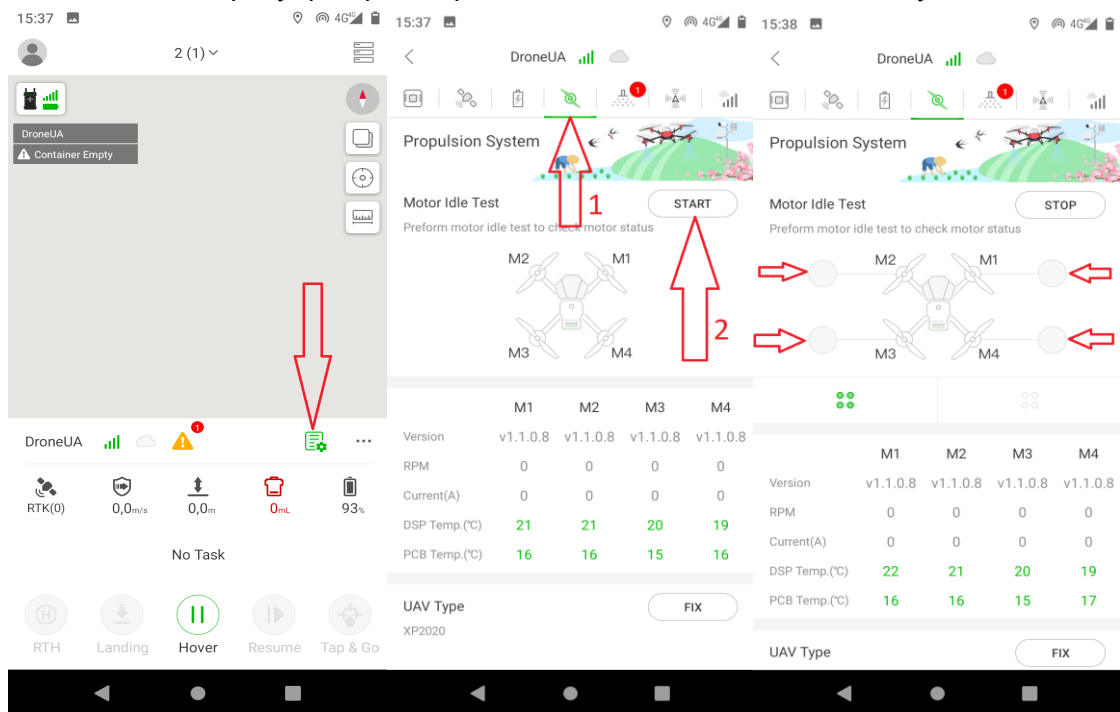 15:37
4G
2 (1)
DroneUA
Container Empty
DroneUA
1
RTK(0)
0,0m/s
0,0m
0mL
93%
No Task
H
RTH
Landing
Hover
Resume
Tap & Go
15:37
4G
DroneUA
1
Propulsion System
Motor Idle Test
START
Preform motor idle test to check motor status
1
2
M2
M1
M3
M4
M1 M2 M3 M4
Version v1.1.0.8 v1.1.0.8 v1.1.0.8 v1.1.0.8
RPM 0 0 0 0
Current(A) 0 0 0 0
DSP Temp.(℃) 21 21 20 19
PCB Temp.(℃) 16 16 15 16
UAV Type
FIX
XP2020
15:38
4G
DroneUA
1
Propulsion System
Motor Idle Test
STOP
Preform motor idle test to check motor status
M2
M1
M3
M4
M1 M2 M3 M4
Version v1.1.0.8 v1.1.0.8 v1.1.0.8 v1.1.0.8
RPM 0 0 0 0
Current(A) 0 0 0 0
DSP Temp.(℃) 22 21 20 19
PCB Temp.(℃) 16 16 15 17
UAV Type
FIX